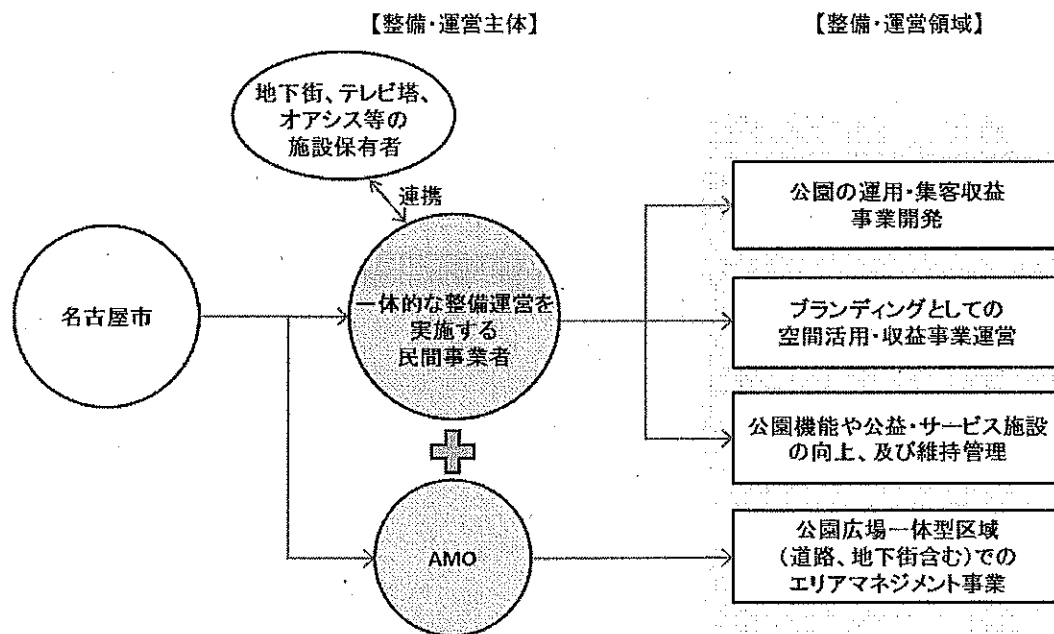 【整備・運営主体】
【整備・運営領域】
地下街、テレビ塔、
オアシス等の
施設保有者
連携
名古屋市
一体的な整備運営を
実施する
民間事業者
AMO
公園の運用・集客収益
事業開発
ブランディングとしての
空間活用・収益事業運営
公園機能や公益・サービス施設
の向上、及び維持管理
公園広場一体型区域
(道路、地下街含む)での
エリアマネジメント事業